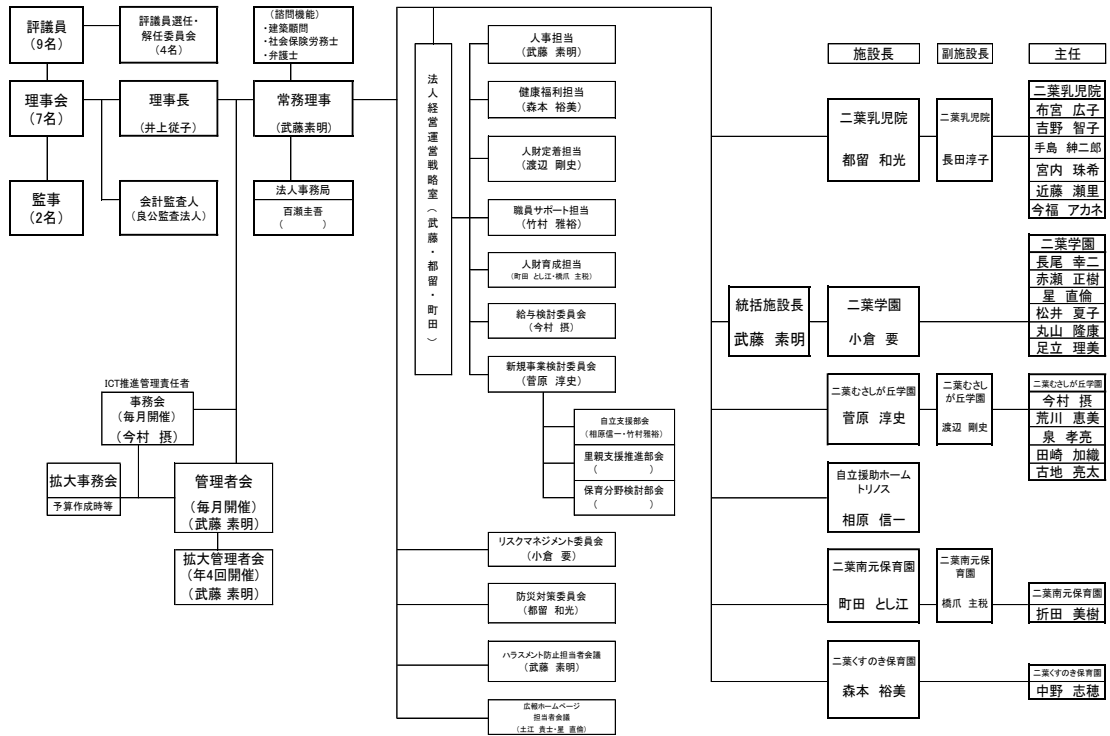 評議員
(9名)
評議員選任・
解任委員会
(4名)
(諮問機能)
・建築顧問
・社会保険労務士
・弁護士
理事会
(7名)
理事長
(井上従子)
常務理事
(武藤素明)
監事
(2名)
会計監査人
(良公監査法人)
法人事務局
百瀬圭吾
(　　　)
ICT推進管理責任者
事務会
(毎月開催)
(今村 摂)
拡大事務会
予算作成時等
管理者会
(毎月開催)
(武藤 素明)
拡大管理者会
(年4回開催)
(武藤 素明)
法人経営運営戦略室(武藤・都留・町田)
人事担当
(武藤 素明)
健康福利担当
(森本 裕美)
人財定着担当
(渡辺 剛史)
職員サポート担当
(竹村 雅裕)
人財育成担当
(町田 とし江・橋爪 主税)
給与検討委員会
(今村 摂)
新規事業検討委員会
(菅原 淳史)
自立支援部会
(相原信一・竹村雅裕)
里親支援推進部会
(　　　)
保育分野検討部会
(　　　)
リスクマネジメント委員会
(小倉 要)
防災対策委員会
(都留 和光)
ハラスメント防止担当者会議
(武藤 素明)
広報ホームページ
担当者会議
(土江 貴士・星 直倫)
施設長
副施設長
主任
二葉乳児院
都留 和光
二葉乳児院
長田淳子
二葉乳児院
布宮 広子
吉野 智子
手島 紳二郎
宮内 珠希
近藤 瀬里
今福 アカネ
統括施設長
武藤 素明
二葉学園
小倉 要
二葉学園
長尾 幸二
赤瀬 正樹
星 直倫
松井 夏子
丸山 隆康
足立 理美
二葉むさしが丘学園
菅原 淳史
二葉むさし
が丘学園
渡辺 剛史
二葉むさしが丘学園
今村 摂
荒川 恵美
泉 孝亮
田崎 加織
古地 亮太
自立援助ホーム
トリノス
相原 信一
二葉南元保育園
町田 とし江
二葉南元保
育園
橋爪 主税
二葉南元保育園
折田 美樹
二葉くすのき保育園
森本 裕美
二葉くすのき保育園
中野 志穂